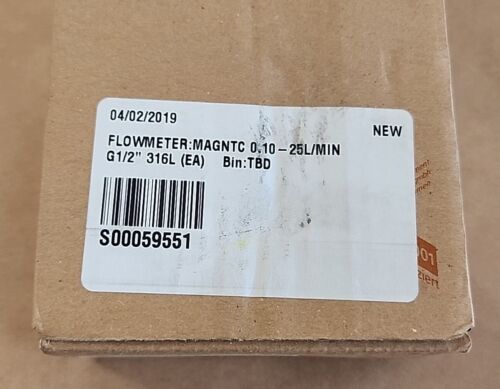 04/02/2019
NEW
FLOWMETER:MAGNTC 0.10-25L/MIN
G1/2" 316L (EA) Bin:TBD
S00059551